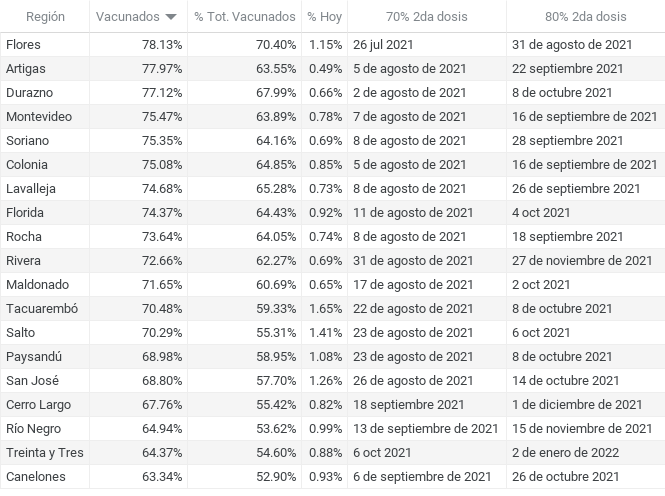 Región Vacunados % Tot. Vacunados % Hoy 70% 2da dosis 80% 2da dosis
Flores 78.13% 70.40% 1.15% 26 jul 2021 31 de agosto de 2021
Artigas 77.97% 63.55% 0.49% 5 de agosto de 2021 22 septiembre 2021
Durazno 77.12% 67.99% 0.66% 2 de agosto de 2021 8 de octubre 2021
Montevideo 75.47% 63.89% 0.78% 7 de agosto de 2021 16 de septiembre de 2021
Soriano 75.35% 64.16% 0.69% 8 de agosto de 2021 28 septiembre 2021
Colonia 75.08% 64.85% 0.85% 5 de agosto de 2021 16 de septiembre de 2021
Lavalleja 74.68% 65.28% 0.73% 8 de agosto de 2021 26 de septiembre 2021
Florida 74.37% 64.43% 0.92% 11 de agosto de 2021 4 oct 2021
Rocha 73.64% 64.05% 0.74% 8 de agosto de 2021 18 septiembre 2021
Rivera 72.66% 62.27% 0.69% 31 de agosto de 2021 27 de noviembre de 2021
Maldonado 71.65% 60.69% 0.65% 17 de agosto de 2021 2 oct 2021
Tacuarembó 70.48% 59.33% 1.65% 22 de agosto de 2021 8 de octubre 2021
Salto 70.29% 55.31% 1.41% 23 de agosto de 2021 6 oct 2021
Paysandú 68.98% 58.95% 1.08% 23 de agosto de 2021 8 de octubre 2021
San José 68.80% 57.70% 1.26% 26 de agosto de 2021 14 de octubre 2021
Cerro Largo 67.76% 55.42% 0.82% 18 septiembre 2021 1 de diciembre de 2021
Río Negro 64.94% 53.62% 0.99% 13 de septiembre de 2021 15 de noviembre de 2021
Treinta y Tres 64.37% 54.60% 0.88% 6 oct 2021 2 de enero de 2022
Canelones 63.34% 52.90% 0.93% 6 de septiembre de 2021 26 de octubre 2021